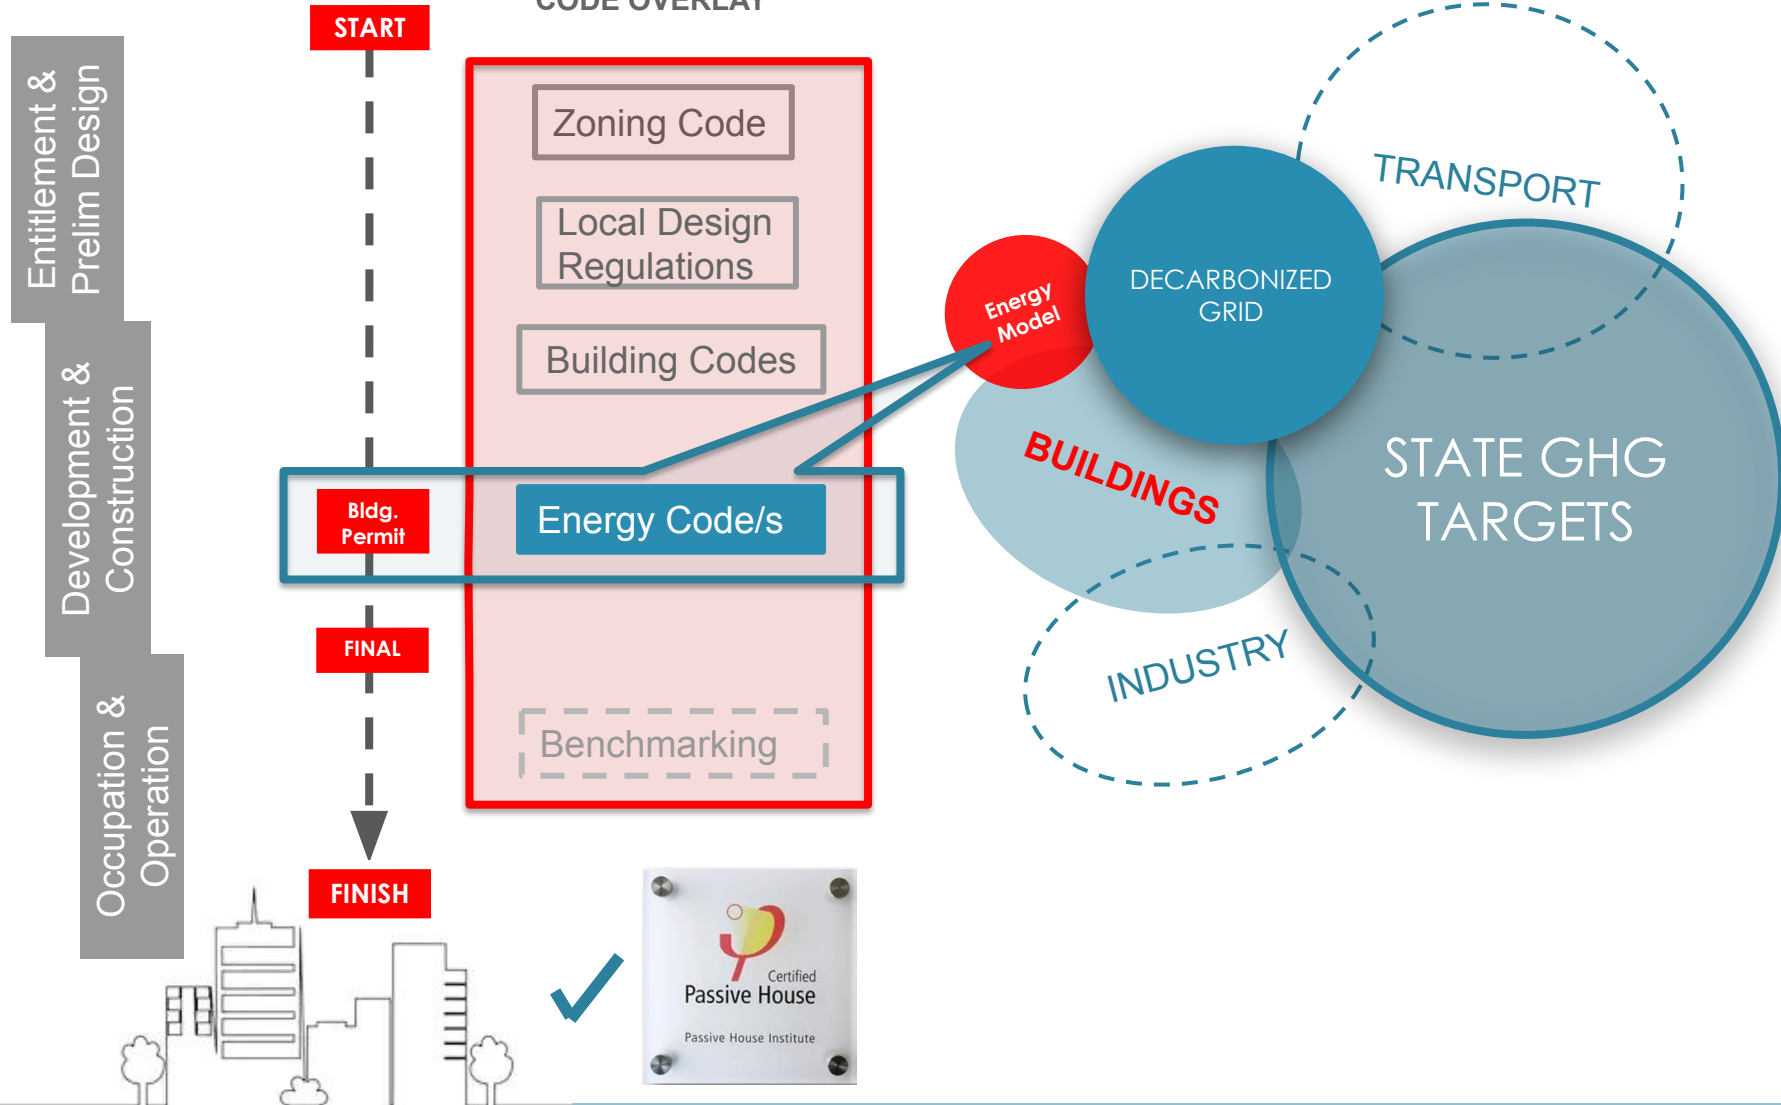 CODE OVERLAY
START
Entitlement &
Prelim Design
Zoning Code
Local Design
Regulations
Building Codes
Development &
Construction
Bldg.
Permit
Energy Code/s
FINAL
Benchmarking
Occupation &
Operation
FINISH
Certified
Passive House
Passive House Institute
TRANSPORT
DECARBONIZED
GRID
Energy
Model
BUILDINGS
STATE GHG
TARGETS
INDUSTRY